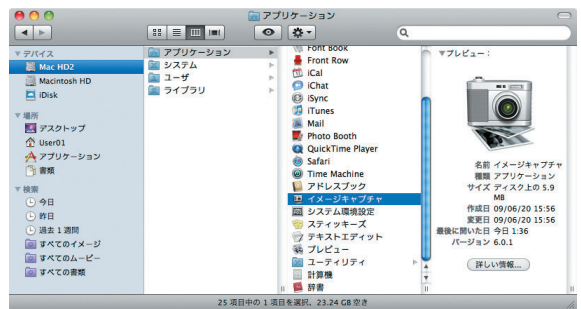 アプリケーション
デバイス
Mac HD2
Macintosh HD
iDisk
場所
デスクトップ
User01
アプリケーション
書類
検索
今日
昨日
過去 1 週間
すべてのイメージ
すべてのムービー
すべての書類
アプリケーション
システム
ユーザ
ライブラリ
Font Book
Front Row
iCal
iChat
iSync
iTunes
Mail
Photo Booth
QuickTime Player
Safari
Time Machine
アドレスブック
イメージキャプチャ
システム環境設定
スティッキーズ
テキストエディット
プレビュー
ユーティリティ
計算機
辞書
プレビュー：
名前 イメージキャプチャ
種類 アプリケーション
サイズ ディスク上の 5.9
MB
作成日 09/06/20 15:56
変更日 09/06/20 15:56
最後に開いた日 今日 1:36
バージョン 6.0.1
詳しい情報...
25 項目中の 1 項目を選択、23.24 GB 空き